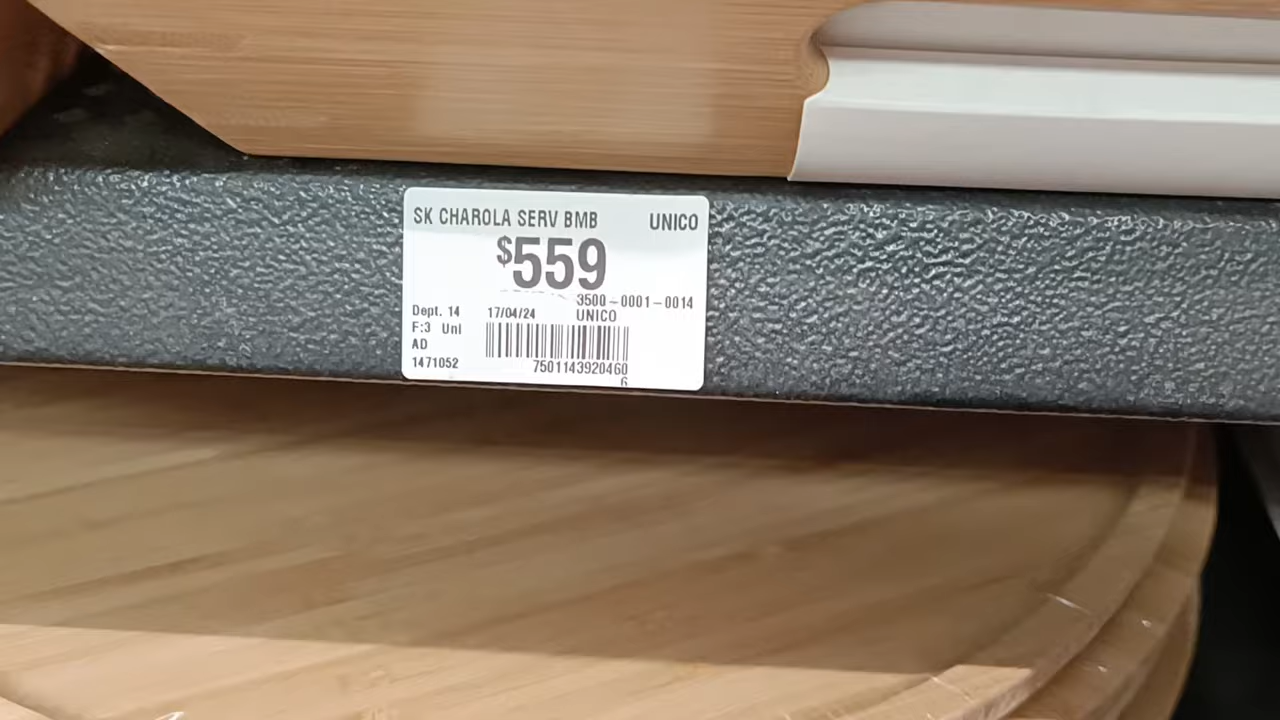 SK CHAROLA SERV BMB UNICO
$559
3500-0001-0014
Dept. 14 17/04/24 UNICO
F:3 Uni
AD
1471052 7501143920460
6